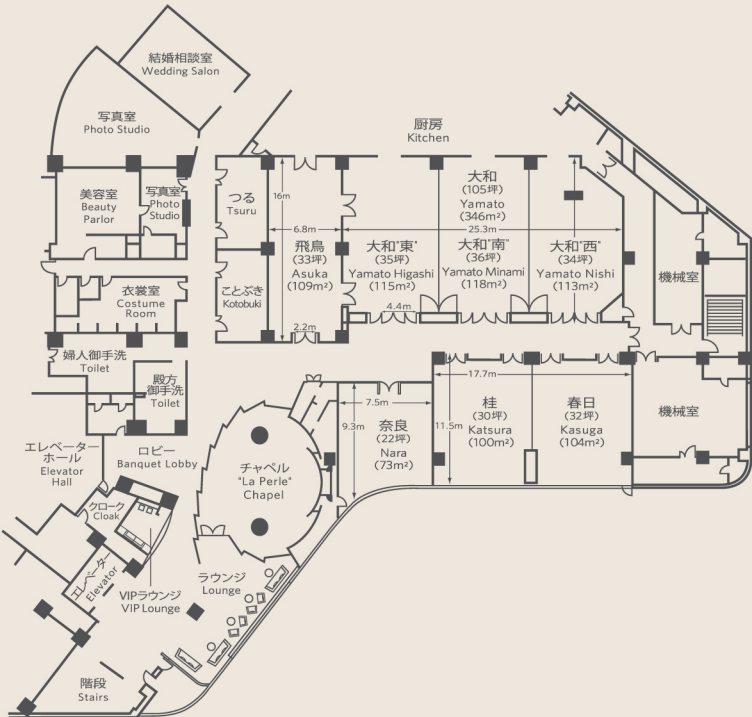 結婚相談室
Wedding Salon
写真室
Photo Studio
厨房
Kitchen
美容室
Beauty
Parlor
写真室
Photo
Studio
つる
Tsuru
16m
6.8m
飛鳥
(33坪)
Asuka
(109m²)
2.2m
大和
(105坪)
Yamato
(346m²)
25.3m
大和"東"
(35坪)
Yamato Higashi
(115m²)
大和"南"
(36坪)
Yamato Minami
(118m²)
大和"西"
(34坪)
Yamato Nishi
(113m²)
4.4m
機械室
衣裳室
Costume
Room
ことぶき
Kotobuki
婦人御手洗
Toilet
殿方
御手洗
Toilet
17.7m
7.5m
9.3m
11.5m
奈良
(22坪)
Nara
(73m²)
桂
(30坪)
Katsura
(100m²)
春日
(32坪)
Kasuga
(104m²)
機械室
エレベーター
ホール
Elevator
Hall
ロビー
Banquet Lobby
チャペル
"La Perle"
Chapel
クローク
Cloak
エレベーター
Elevator
VIPラウンジ
VIP Lounge
ラウンジ
Lounge
階段
Stairs